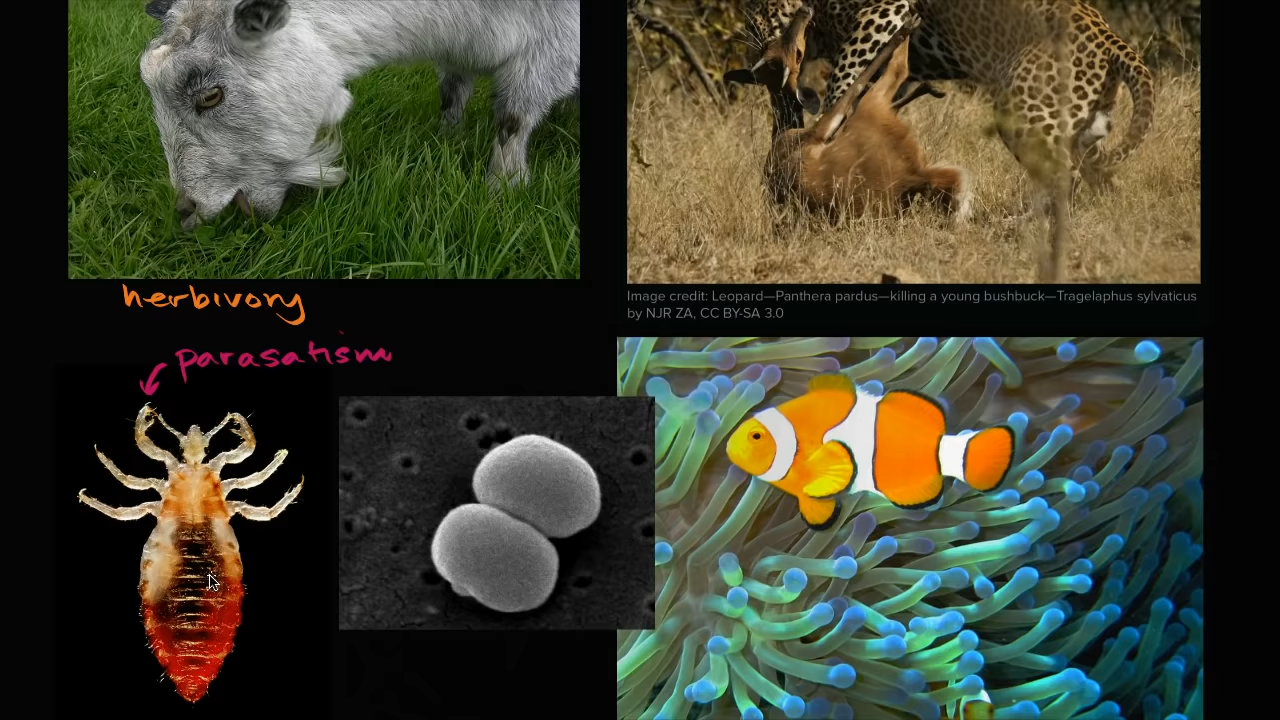 herbivory
Image credit: Leopard—Panthera pardus—killing a young bushbuck—Tragelaphus sylvaticus
by NJR ZA, CC BY-SA 3.0
parasatism